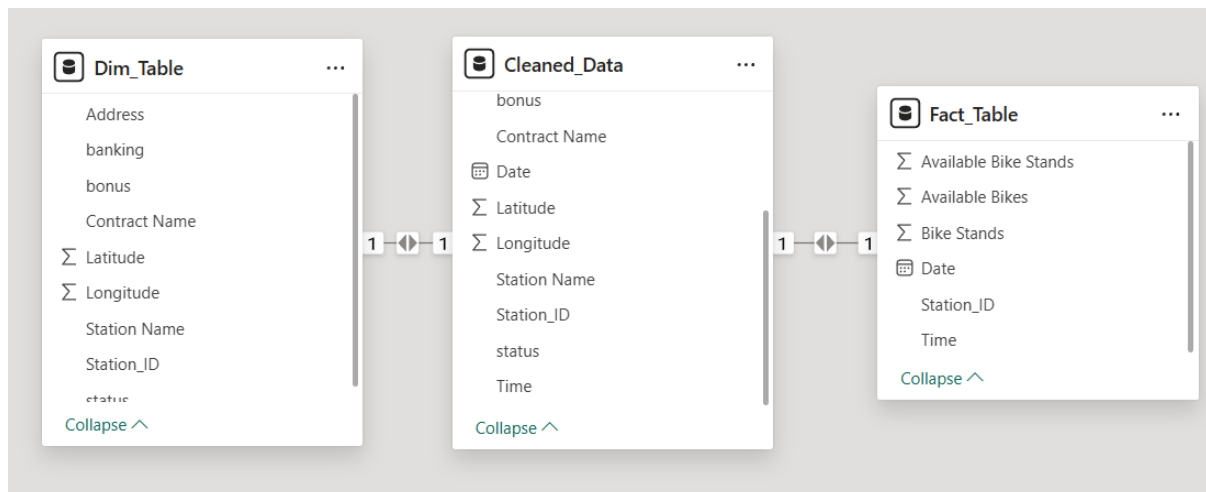 Dim_Table
...
Address
banking
bonus
Contract Name
Σ Latitude
Σ Longitude
Station Name
Station_ID
status
Collapse
1
1
Cleaned_Data
...
bonus
Contract Name
Date
Σ Latitude
Σ Longitude
Station Name
Station_ID
status
Time
Collapse
1
1
Fact_Table
...
Σ Available Bike Stands
Σ Available Bikes
Σ Bike Stands
Date
Station_ID
Time
Collapse